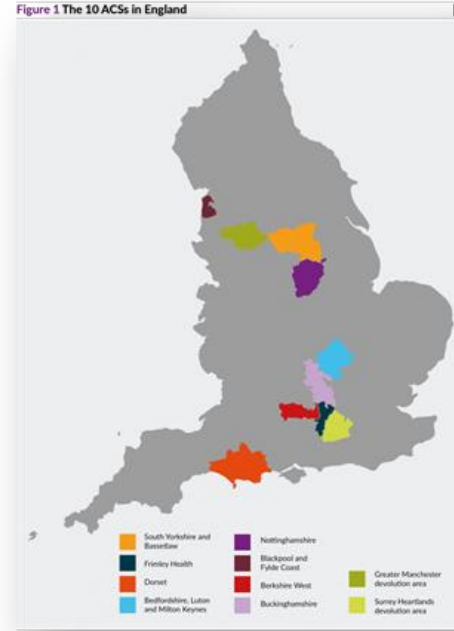 Figure 1 The 10 ACSs in England
South Yorkshire and
Bassetlaw
Frimley Health
Dorset
Bedfordshire, Luton
and Milton Keynes
Nottinghamshire
Blackpool and
Fylde Coast
Berkshire West
Buckinghamshire
Greater Manchester
devolution area
Surrey Heartlands
devolution area